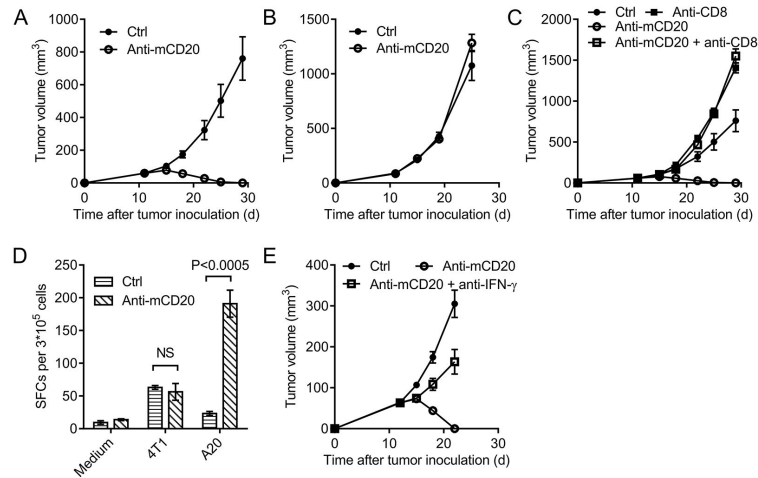 A
Tumor volume (mm3)
1000
800
600
400
200
0
Ctrl
Anti-mCD20
0
10
20
30
Time after tumor inoculation (d)
B
Tumor volume (mm3)
1500
1000
500
0
Ctrl
Anti-mCD20
0
10
20
30
Time after tumor inoculation (d)
C
Tumor volume (mm3)
2000
1500
1000
500
0
Ctrl Anti-CD8
Anti-mCD20
Anti-mCD20 + anti-CD8
0
10
20
30
Time after tumor inoculation (d)
D
SFCs per 3*10^5 cells
250
200
150
100
50
0
Ctrl
Anti-mCD20
P<0.0005
NS
Medium
4T1
A20
E
Tumor volume (mm3)
400
300
200
100
0
Ctrl Anti-mCD20
Anti-mCD20 + anti-IFN-γ
0
10
20
30
40
Time after tumor inoculation (d)